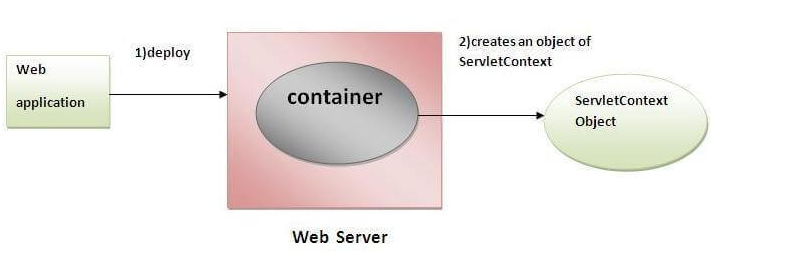 Web
application
1)deploy
container
Web Server
2)creates an object of
ServletContext
ServletContext
Object